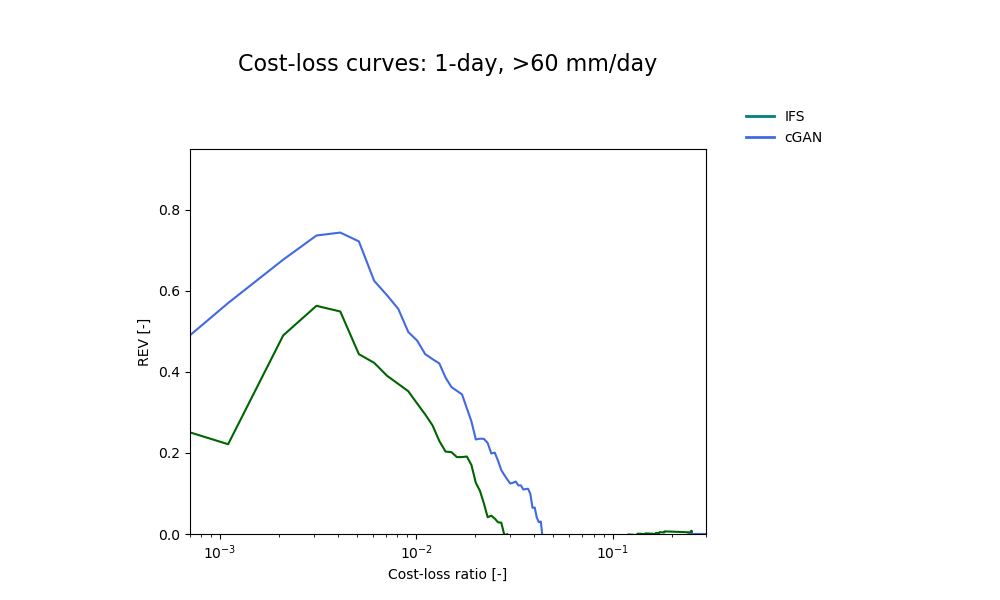 Cost-loss curves: 1-day, >60 mm/day
IFS
cGAN
REV [-]
0.8
0.6
0.4
0.2
0.0
10⁻³
10⁻²
10⁻¹
Cost-loss ratio [-]